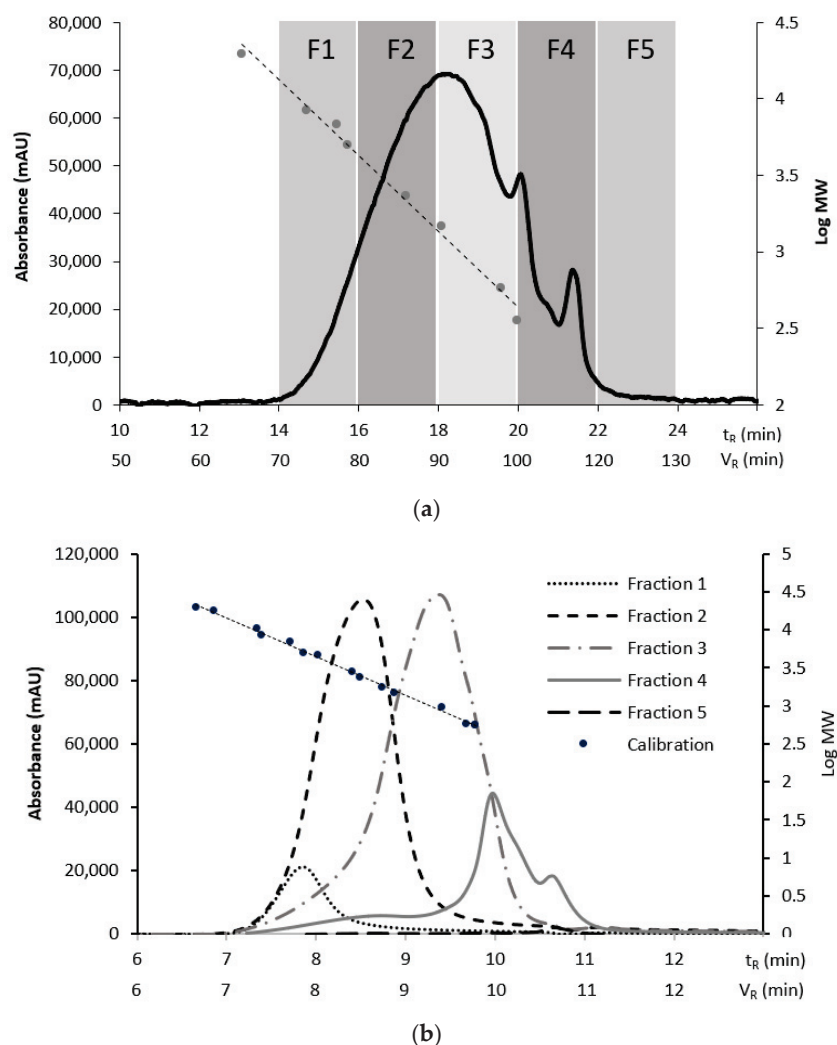 80,000
70,000
60,000
50,000
40,000
30,000
20,000
10,000
0
Absorbance (mAU)
F1 F2 F3 F4 F5
4.5
4
3.5
3
2.5
2
Log MW
10 12 14 16 18 20 22 24
t_R (min)
50 60 70 80 90 100 120 130
V_R (min)
(a)
120,000
100,000
80,000
60,000
40,000
20,000
0
Absorbance (mAU)
Fraction 1
Fraction 2
Fraction 3
Fraction 4
Fraction 5
Calibration
5
4.5
4
3.5
3
2.5
2
1.5
1
0.5
0
Log MW
6 7 8 9 10 11 12
t_R (min)
6 7 8 9 10 11 12
V_R (min)
(b)